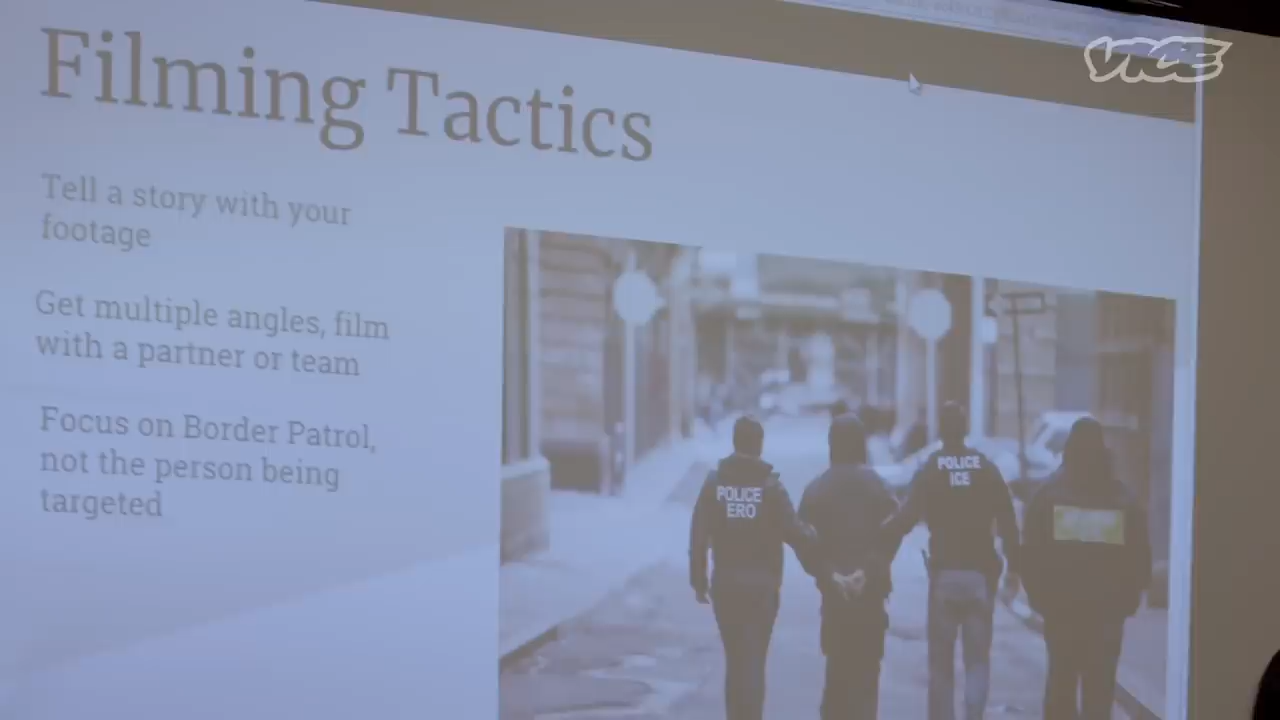 VICE
Filming Tactics
Tell a story with your
footage
Get multiple angles, film
with a partner or team
Focus on Border Patrol,
not the person being
targeted
POLICE
ERO
POLICE
ICE